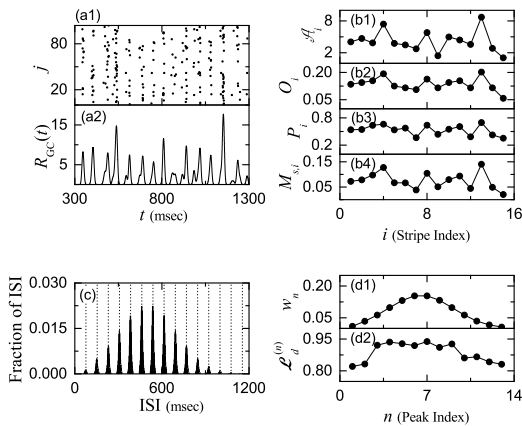 (a1)
100
20
j
(a2)
15
5
R_GC(t)
300 800 1300
t (msec)
(b1)
8
2
𝒜_i
(b2)
0.20
0.05
O_i
(b3)
0.8
0.2
P_i
(b4)
0.15
0.05
M_s,i
0 8 16
i (Stripe Index)
(c)
0.030
0.015
0.000
Fraction of ISI
0 600 1200
ISI (msec)
(d1)
0.20
0.05
w_n
(d2)
0.95
0.80
ℒ_d^(n)
0 7 14
n (Peak Index)